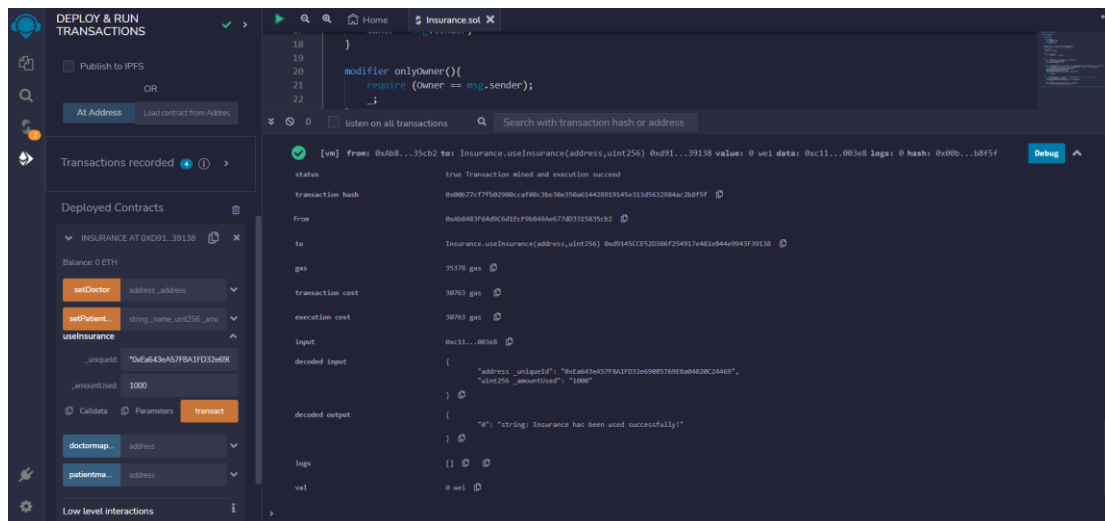 DEPLOY & RUN
TRANSACTIONS
Publish to IPFS
OR
At Address Load contract from Addres
Transactions recorded 4
Deployed Contracts
INSURANCE AT 0XD91...39138
Balance: 0 ETH
setDoctor address _address
setPatient... string _name, uint256 _amc
useInsurance
_uniqueId "0xEa643eA57F8A1FD32e69(
_amountUsed 1000
Calldata Parameters transact
doctormap... address
patientma... address
Low level interactions
Home Insurance.sol
18 }
19
20 modifier onlyOwner(){
21 require (Owner == msg.sender);
22 _;
0 listen on all transactions Search with transaction hash or address
[vm] from: 0xAb8...35cb2 to: Insurance.useInsurance(address,uint256) 0xd91...39138 value: 0 wei data: 0xc11...003e8 logs: 0 hash: 0x00b...b8f5f Debug
status true Transaction mined and execution succeed
transaction hash
from 0xAb8483F64d9C6d1EcF9b849Ae677dD3315835cb2
to Insurance.useInsurance(address,uint256) 0xd9145CCE52D386f254917e481eB44e9943F39138
gas 35378 gas
transaction cost 30763 gas
execution cost 30763 gas
input 0xc11...003e8
decoded input {
"address _uniqueId": "0xEa643eA57F8A1FD32e69085769E8a04820C24469",
"uint256 _amountUsed": "1000"
}
decoded output {
"0": "string: Insurance has been used successfully!"
}
logs []
val 0 wei